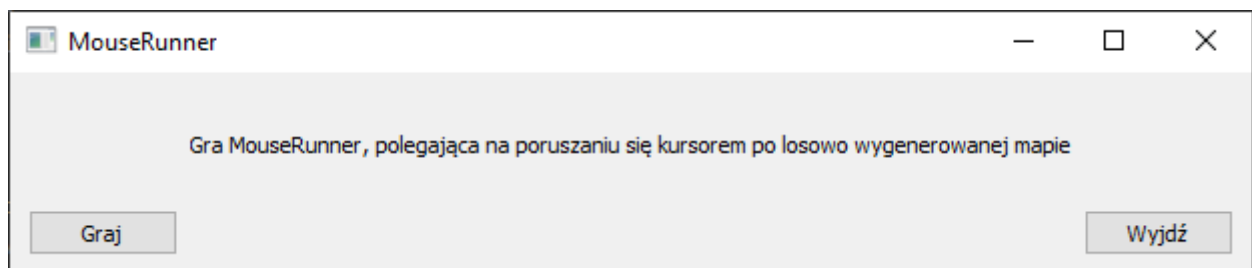 MouseRunner
Gra MouseRunner, polegająca na poruszaniu się kursorem po losowo wygenerowanej mapie
Graj
Wyjdź